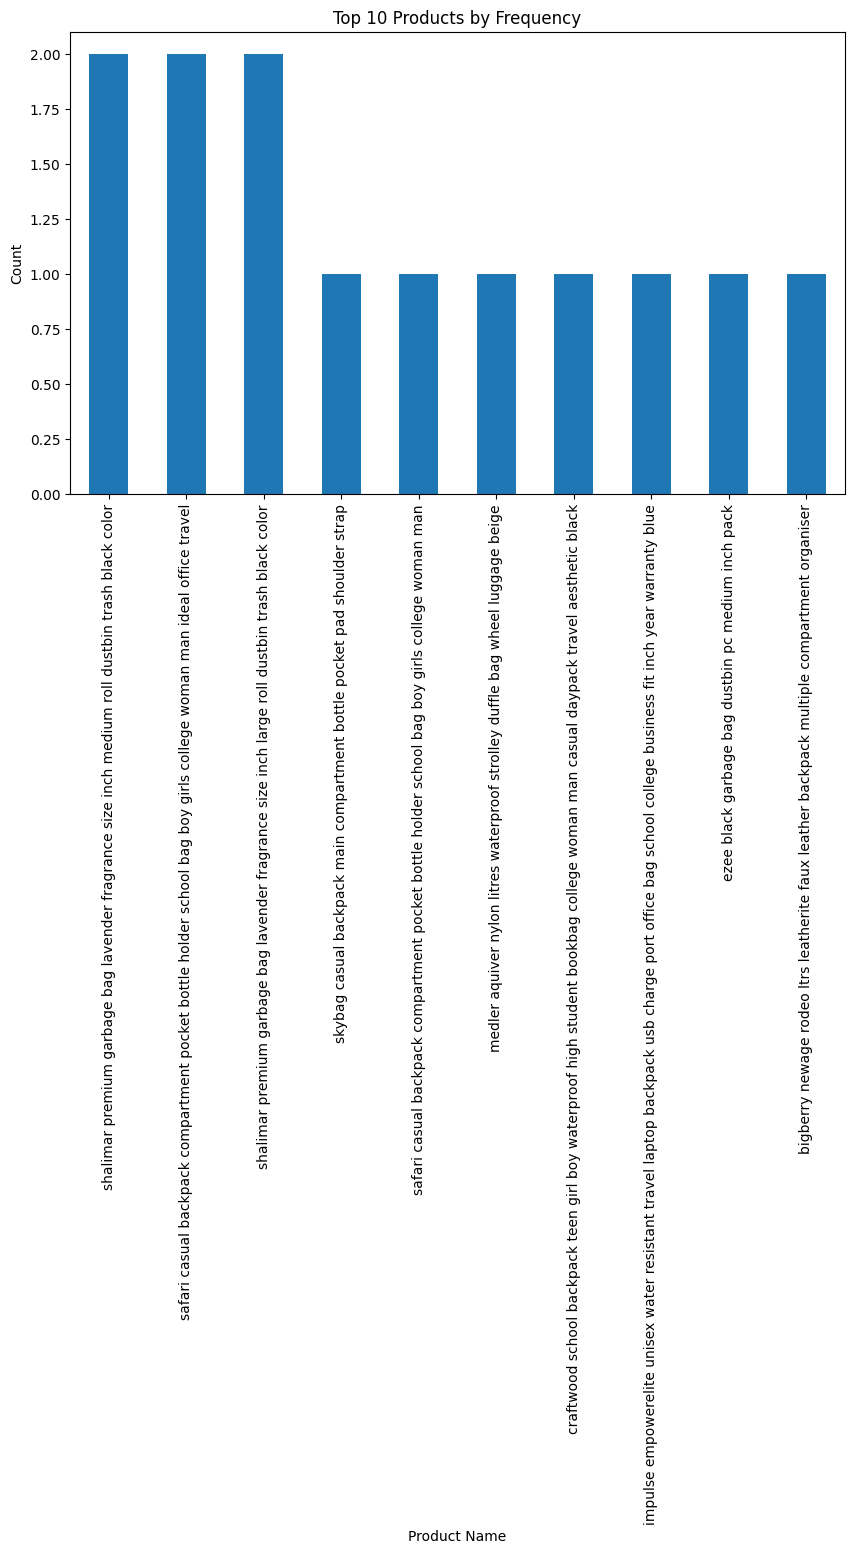 Top 10 Products by Frequency
2.00
1.75
1.50
1.25
1.00
0.75
0.50
0.25
0.00
Count
shalimar premium garbage bag lavender fragrance size inch medium roll dustbin trash black color
safari casual backpack compartment pocket bottle holder school bag boy girls college woman man ideal office travel
shalimar premium garbage bag lavender fragrance size inch large roll dustbin trash black color
skybag casual backpack main compartment bottle pocket pad shoulder strap
safari casual backpack compartment pocket bottle holder school bag boy girls college woman man
medler aquiver nylon litres waterproof strolley duffle bag wheel luggage beige
craftwood school backpack teen girl boy waterproof high student bookbag college woman man casual daypack travel aesthetic black
impulse empowerelite unisex water resistant travel laptop backpack usb charge port office bag school college business fit inch year warranty blue
ezee black garbage bag dustbin pc medium inch pack
bigberry newage rodeo ltrs leatherite faux leather backpack multiple compartment organiser
Product Name